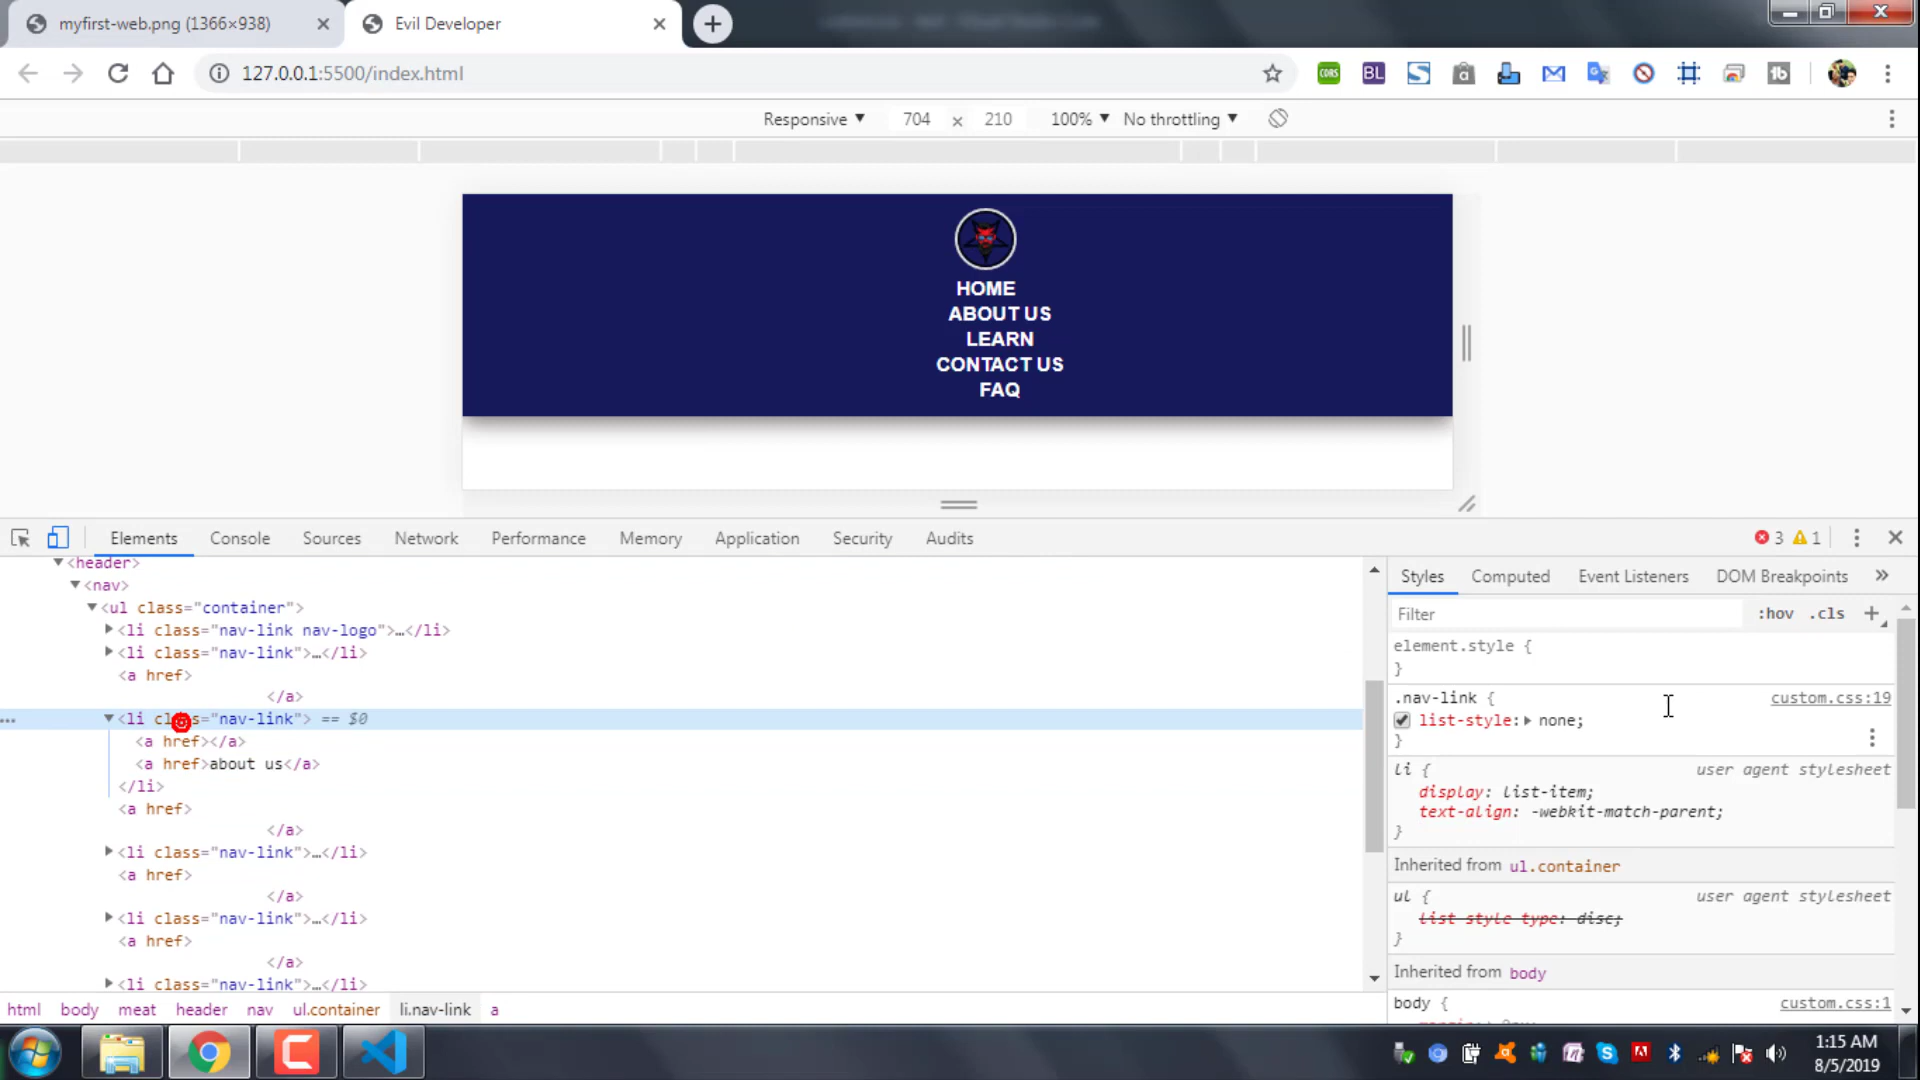 myfirst-web.png (1366×938)
Evil Developer
127.0.0.1:5500/index.html
CORS
BL
Responsive ▼ 704 × 210 100% ▼ No throttling ▼
HOME
ABOUT US
LEARN
CONTACT US
FAQ
Elements Console Sources Network Performance Memory Application Security Audits
3 1
▼<header>
▼<nav>
▼<ul class="container">
▶<li class="nav-link nav-logo">…</li>
▶<li class="nav-link">…</li>
<a href>
</a>
… ▼<li class="nav-link"> == $0
<a href></a>
<a href>about us</a>
</li>
<a href>
</a>
▶<li class="nav-link">…</li>
<a href>
</a>
▶<li class="nav-link">…</li>
<a href>
</a>
▶<li class="nav-link">…</li>
html body meat header nav ul.container li.nav-link a
Styles Computed Event Listeners DOM Breakpoints »
Filter :hov .cls +
element.style {
}
.nav-link { custom.css:19
list-style:▶ none;
}
li { user agent stylesheet
display: list-item;
text-align: -webkit-match-parent;
}
Inherited from ul.container
ul { user agent stylesheet
list-style-type: disc;
}
Inherited from body
body { custom.css:1
1:15 AM
8/5/2019